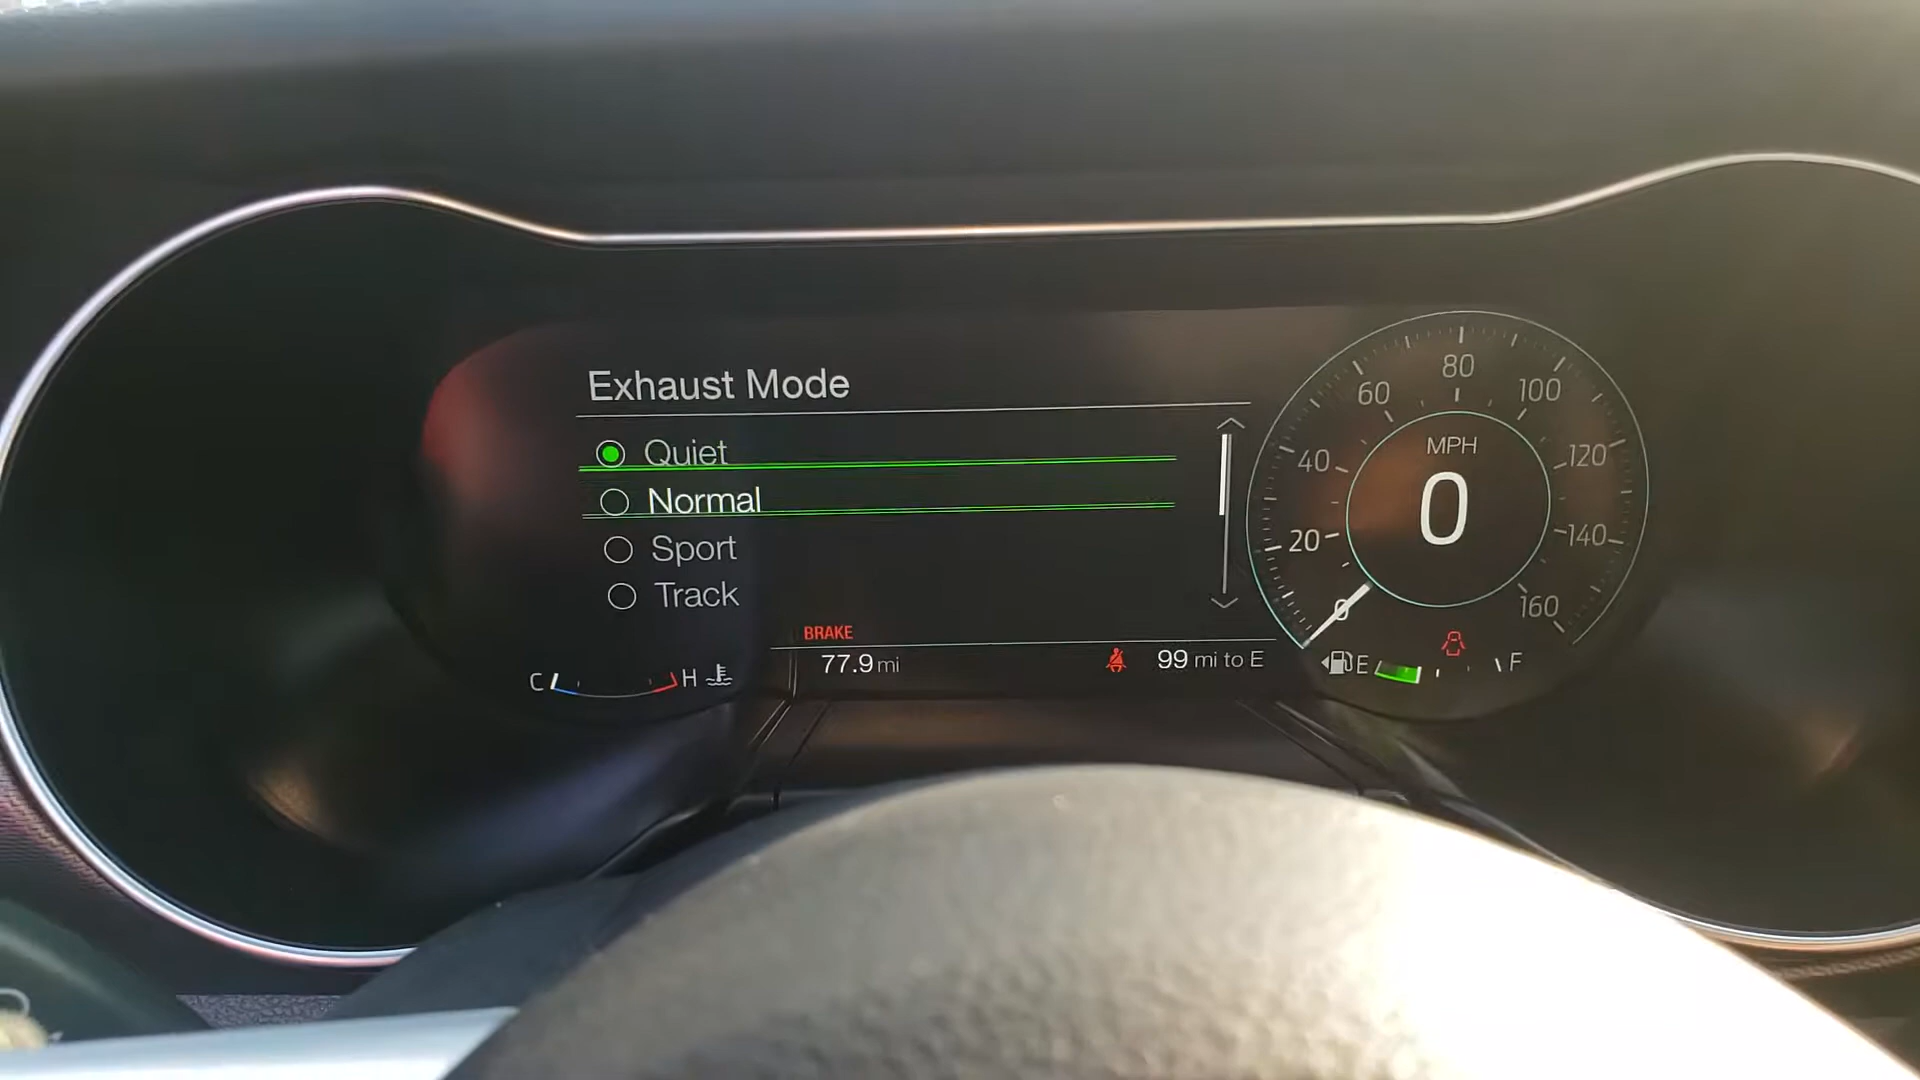 Exhaust Mode
Quiet
Normal
Sport
Track
BRAKE
77.9 mi
99 mi to E
C
H
MPH
0
0
20
40
60
80
100
120
140
160
E
F